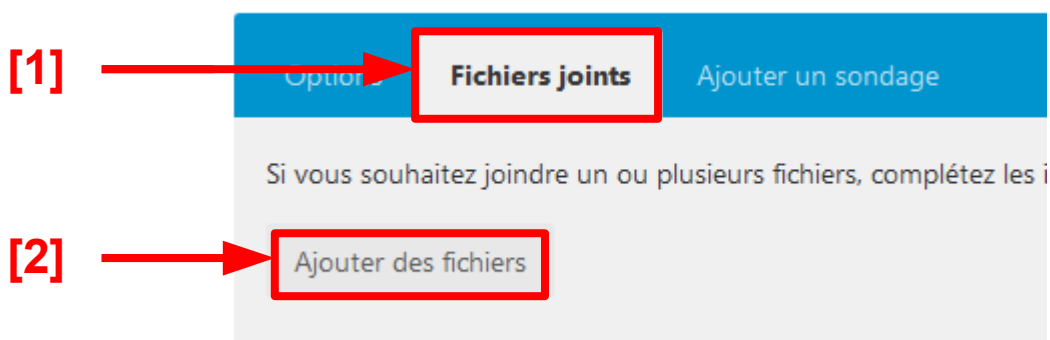 [1] Options Fichiers joints Ajouter un sondage
Si vous souhaitez joindre un ou plusieurs fichiers, complétez les
[2] Ajouter des fichiers